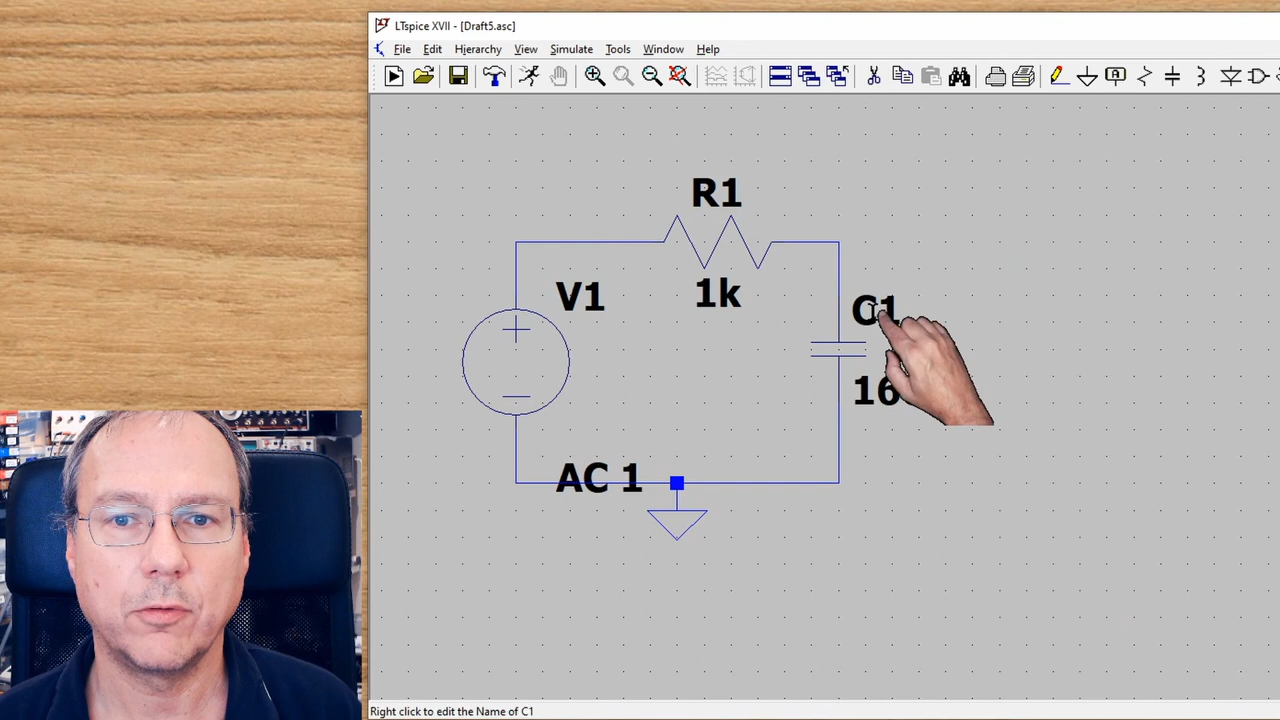 LTspice XVII - [Draft5.asc]
File Edit Hierarchy View Simulate Tools Window Help
R1
V1
1k
C1
16
AC 1
Right click to edit the Name of C1